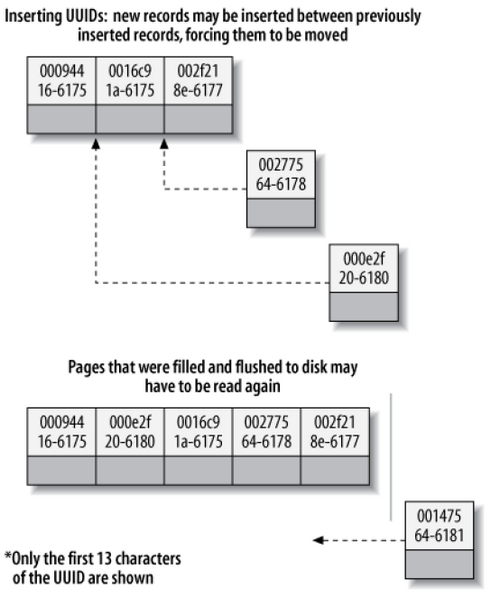 Inserting UUIDs: new records may be inserted between previously
inserted records, forcing them to be moved
000944 0016c9 002f21
16-6175 1a-6175 8e-6177
002775
64-6178
000e2f
20-6180
Pages that were filled and flushed to disk may
have to be read again
000944 000e2f 0016c9 002775 002f21
16-6175 20-6180 1a-6175 64-6178 8e-6177
001475
64-6181
*Only the first 13 characters
of the UUID are shown